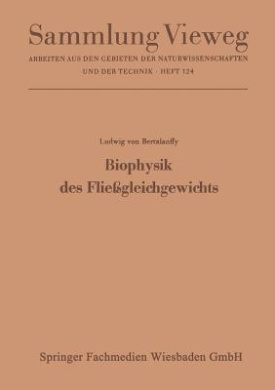 Sammlung Vieweg
ARBEITEN AUS DEN GEBIETEN DER NATURWISSENSCHAFTEN
UND DER TECHNIK · HEFT 124
Ludwig von Bertalanffy
Biophysik
des Fließgleichgewichts
Springer Fachmedien Wiesbaden GmbH